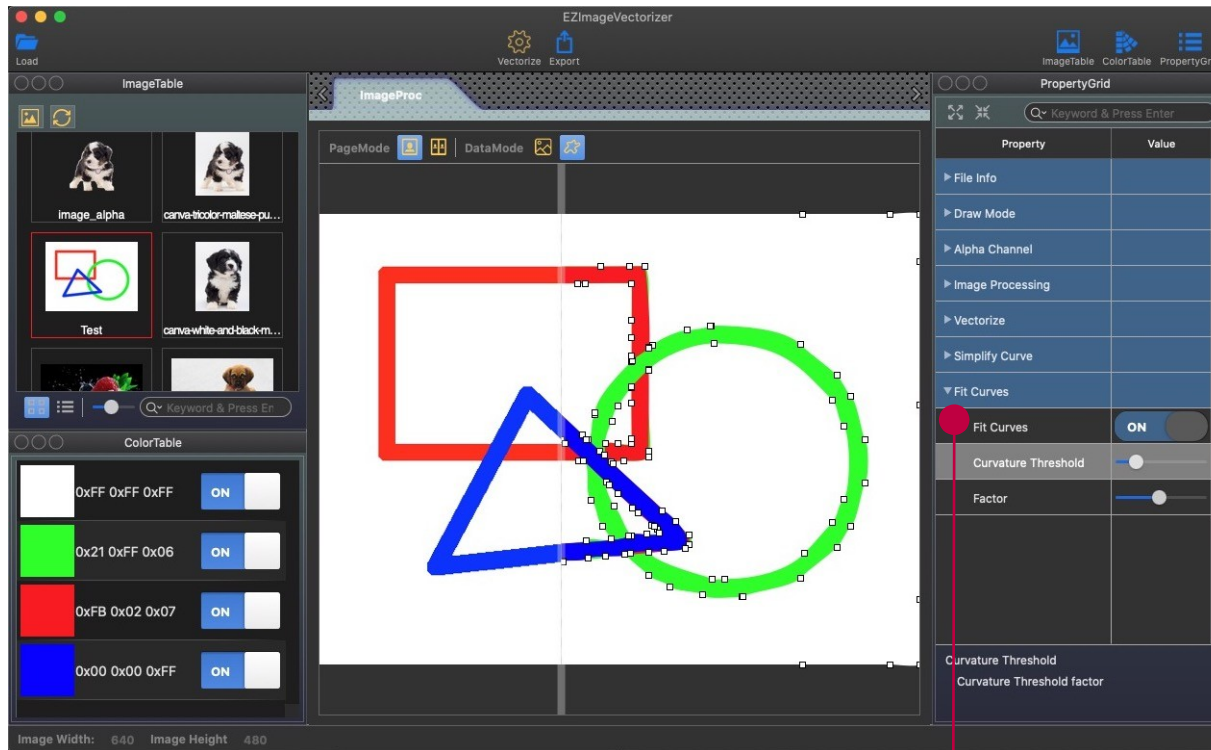 EZImageVectorizer
Load
Vectorize Export
ImageTable ColorTable PropertyGr
ImageTable
image_alpha
canva-tricolor-maltese-pu...
Test
canva-white-and-black-m...
Keyword & Press En
ColorTable
0xFF 0xFF 0xFF ON
0x21 0xFF 0x06 ON
0xFB 0x02 0x07 ON
0x00 0x00 0xFF ON
ImageProc
PageMode DataMode
PropertyGrid
Keyword & Press Enter
Property Value
File Info
Draw Mode
Alpha Channel
Image Processing
Vectorize
Simplify Curve
Fit Curves
Fit Curves ON
Curvature Threshold
Factor
Curvature Threshold
Curvature Threshold factor
Image Width: 640 Image Height 480